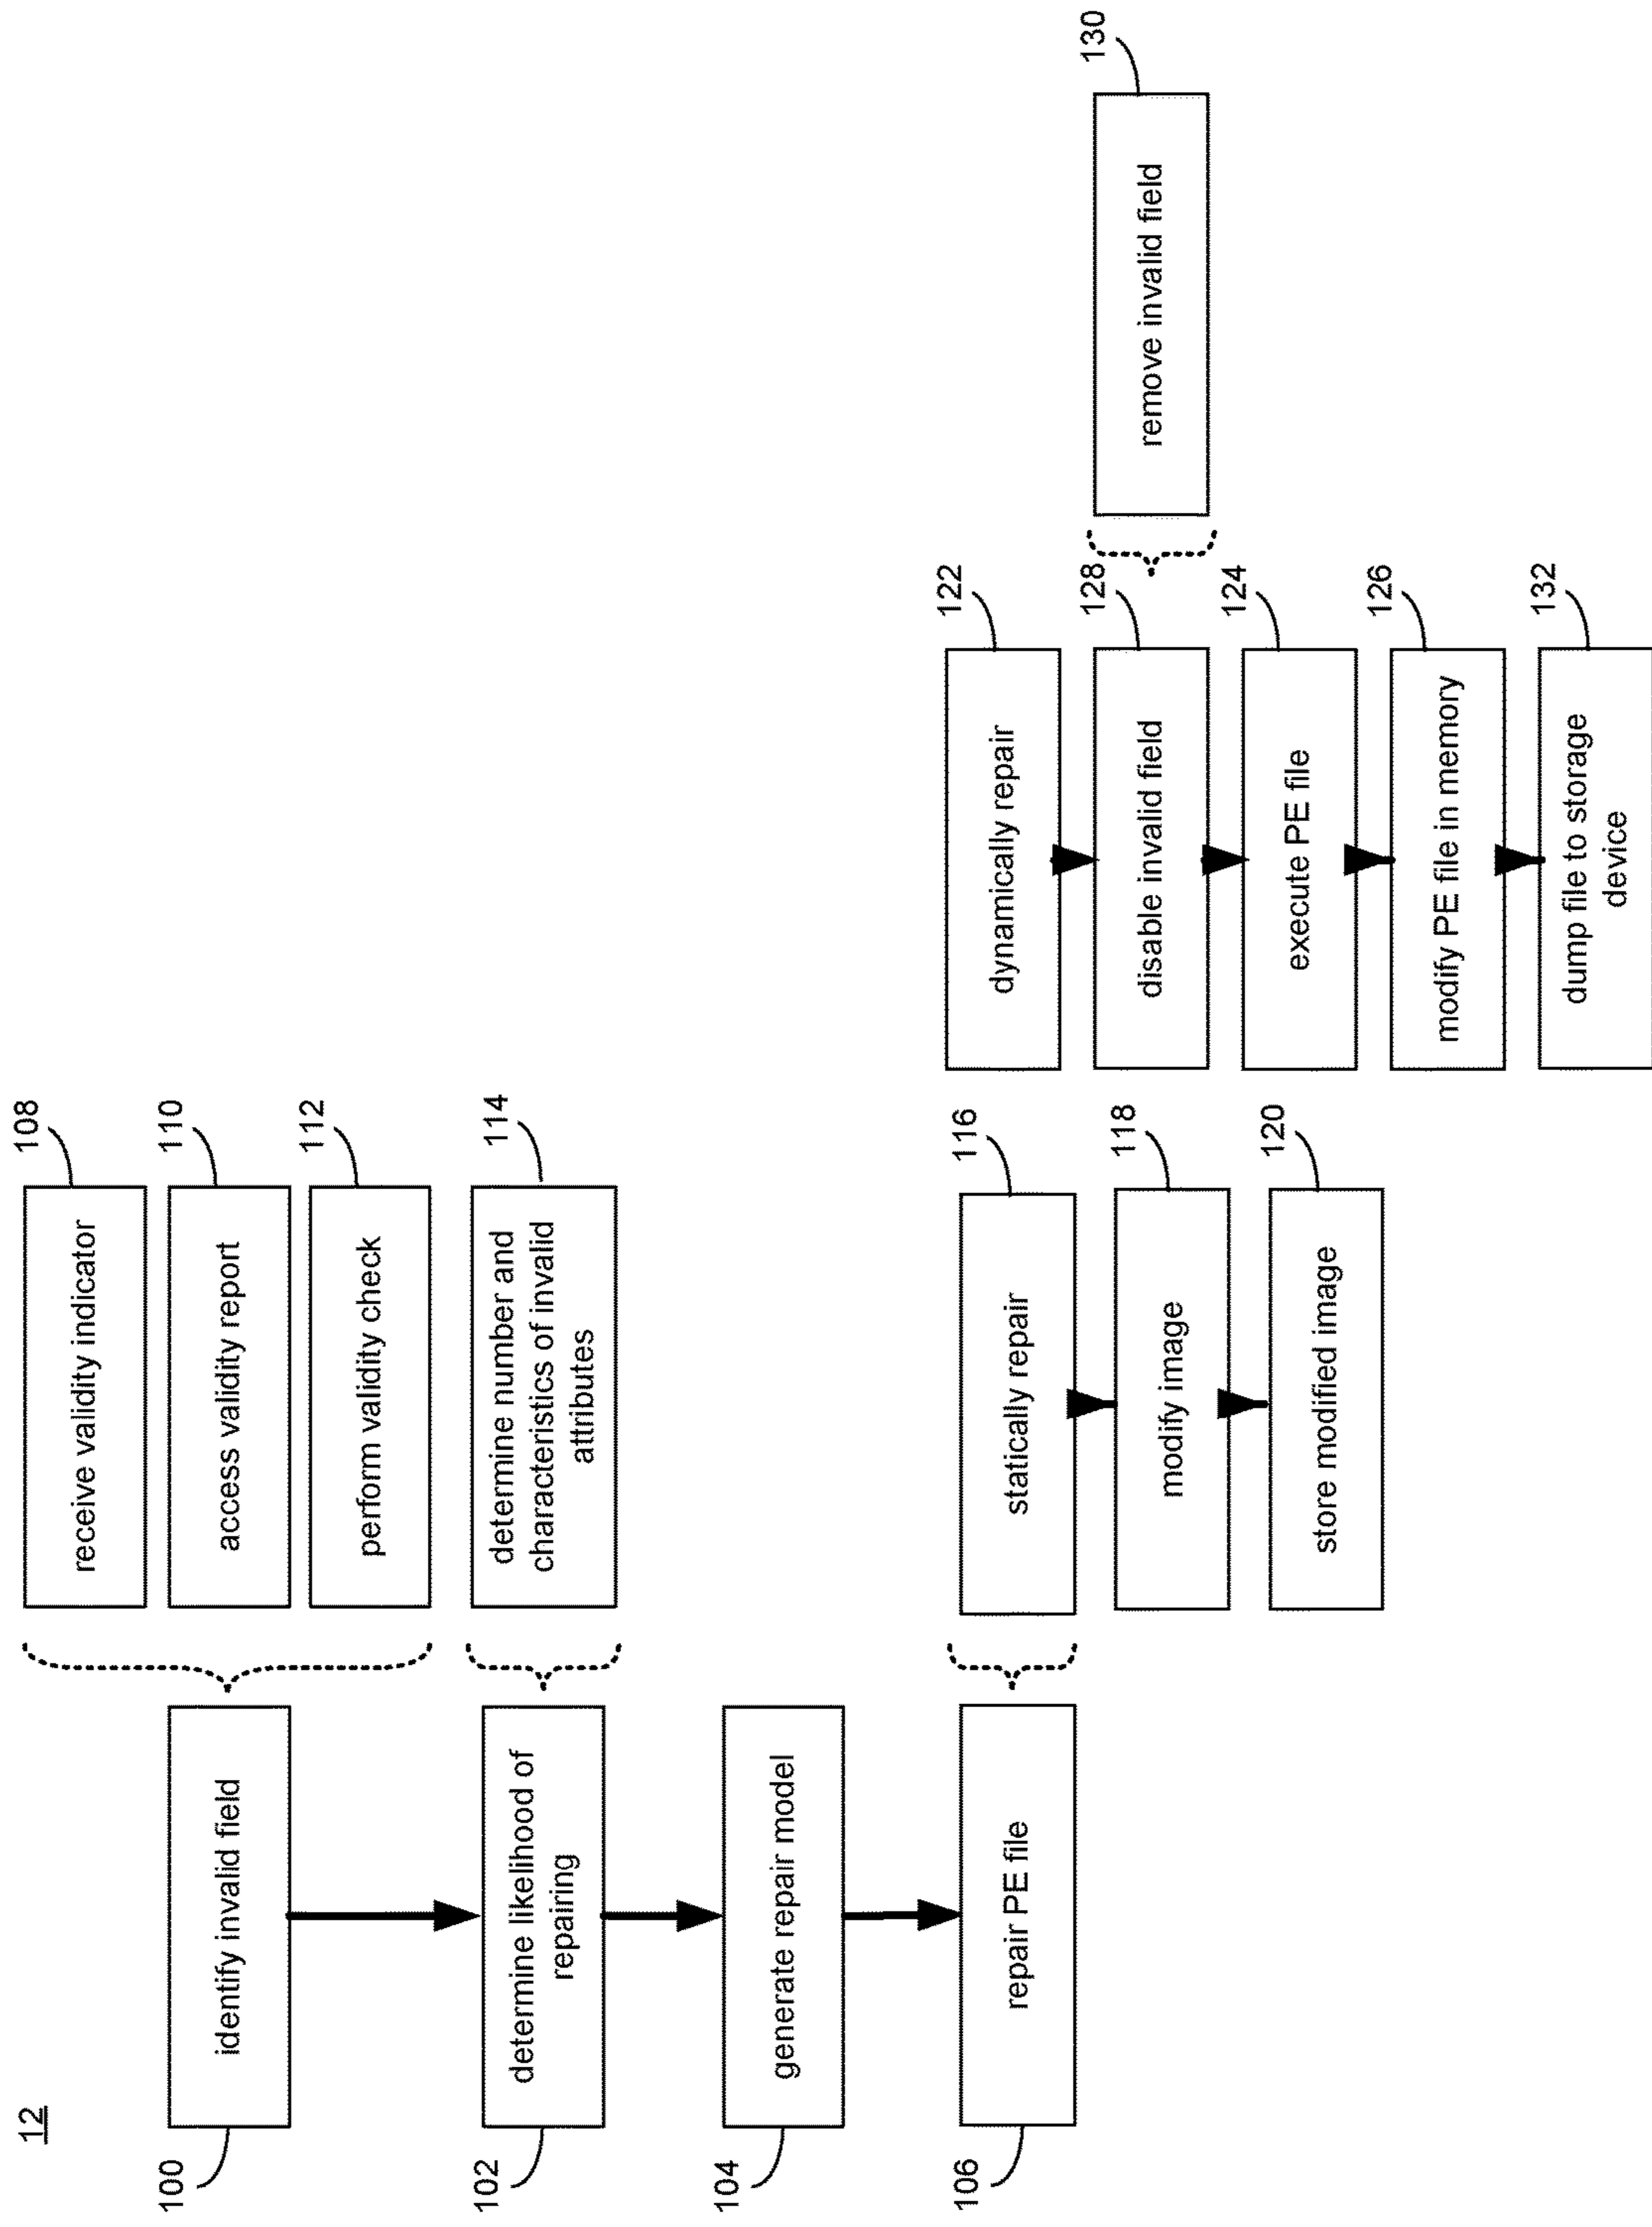 12
100
identify invalid field
108
receive validity indicator
110
access validity report
112
perform validity check
102
determine likelihood of
repairing
114
determine number and
characteristics of invalid
attributes
104
generate repair model
106
repair PE file
116
statically repair
118
modify image
120
store modified image
122
dynamically repair
128
disable invalid field
130
remove invalid field
124
execute PE file
126
modify PE file in memory
132
dump file to storage
device